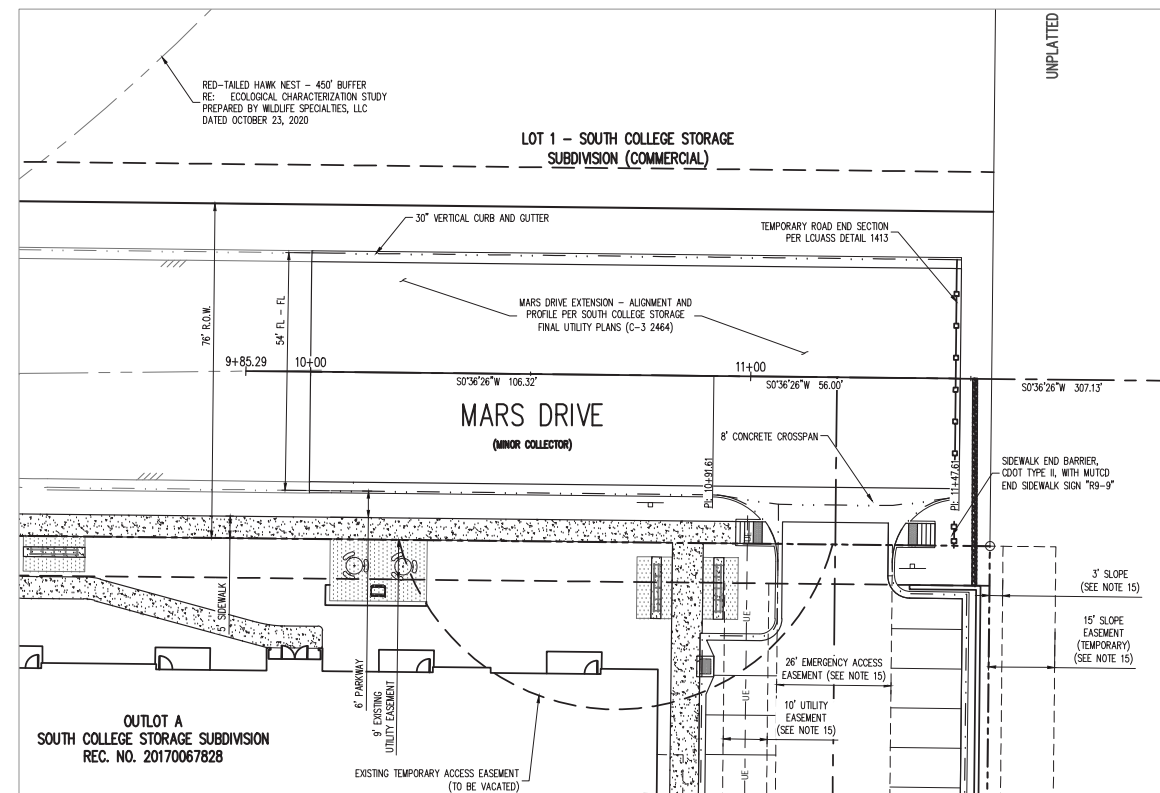 UNPLATTED
RED-TAILED HAWK NEST - 450' BUFFER
RE: ECOLOGICAL CHARACTERIZATION STUDY
PREPARED BY WILDLIFE SPECIALTIES, LLC
DATED OCTOBER 23, 2020
LOT 1 - SOUTH COLLEGE STORAGE
SUBDIVISION (COMMERCIAL)
30" VERTICAL CURB AND GUTTER
TEMPORARY ROAD END SECTION
PER LCUASS DETAIL 1413
76' R.O.W.
54' FL - FL
MARS DRIVE EXTENSION - ALIGNMENT AND
PROFILE PER SOUTH COLLEGE STORAGE
FINAL UTILITY PLANS (C-3 2464)
9+85.29
10+00
11+00
S0°36'26"W 106.32'
S0°36'26"W 56.00'
S0°36'26"W 307.13'
MARS DRIVE
(MINOR COLLECTOR)
8' CONCRETE CROSSPAN
PI: 10+91.61
PI: 11+47.61
SIDEWALK END BARRIER,
CDOT TYPE II, WITH MUTCD
END SIDEWALK SIGN "R9-9"
UE
3' SLOPE
(SEE NOTE 15)
5' SIDEWALK
UE
15' SLOPE
EASEMENT
(TEMPORARY)
(SEE NOTE 15)
6' PARKWAY
9' EXISTING
UTILITY EASEMENT
26' EMERGENCY ACCESS
EASEMENT (SEE NOTE 15)
UE
10' UTILITY
EASEMENT
(SEE NOTE 15)
OUTLOT A
SOUTH COLLEGE STORAGE SUBDIVISION
REC. NO. 20170067828
EXISTING TEMPORARY ACCESS EASEMENT
(TO BE VACATED)
UE